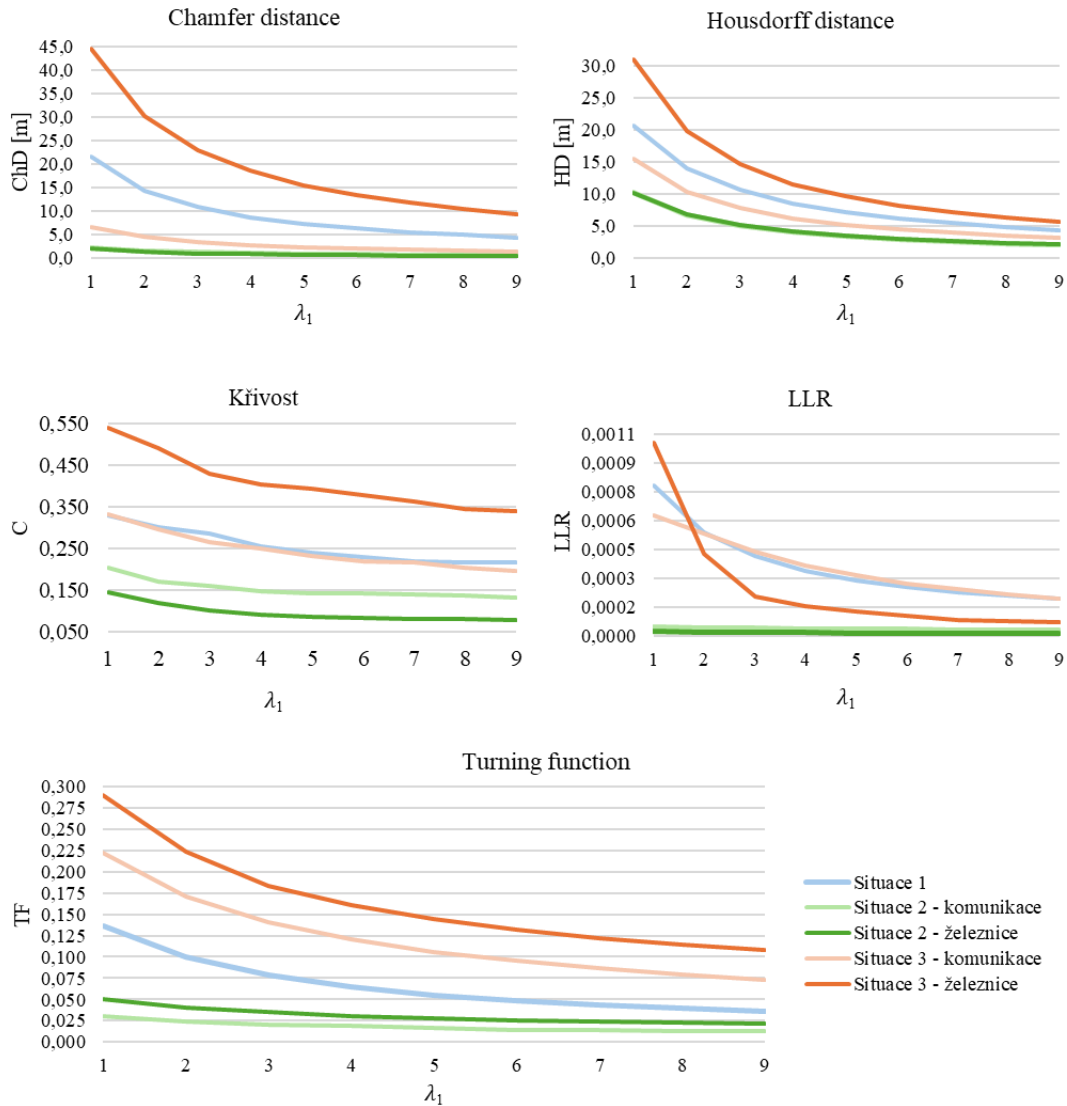 Chamfer distance
45,0
40,0
35,0
30,0
25,0
20,0
15,0
10,0
5,0
0,0
ChD [m]
1 2 3 4 5 6 7 8 9
λ₁
Housdorff distance
30,0
25,0
20,0
15,0
10,0
5,0
0,0
HD [m]
1 2 3 4 5 6 7 8 9
λ₁
Křivost
0,550
0,450
0,350
0,250
0,150
0,050
C
1 2 3 4 5 6 7 8 9
λ₁
LLR
0,0011
0,0009
0,0008
0,0006
0,0005
0,0003
0,0002
0,0000
LLR
1 2 3 4 5 6 7 8 9
λ₁
Turning function
0,300
0,275
0,250
0,225
0,200
0,175
0,150
0,125
0,100
0,075
0,050
0,025
0,000
TF
1 2 3 4 5 6 7 8 9
λ₁
Situace 1
Situace 2 - komunikace
Situace 2 - železnice
Situace 3 - komunikace
Situace 3 - železnice